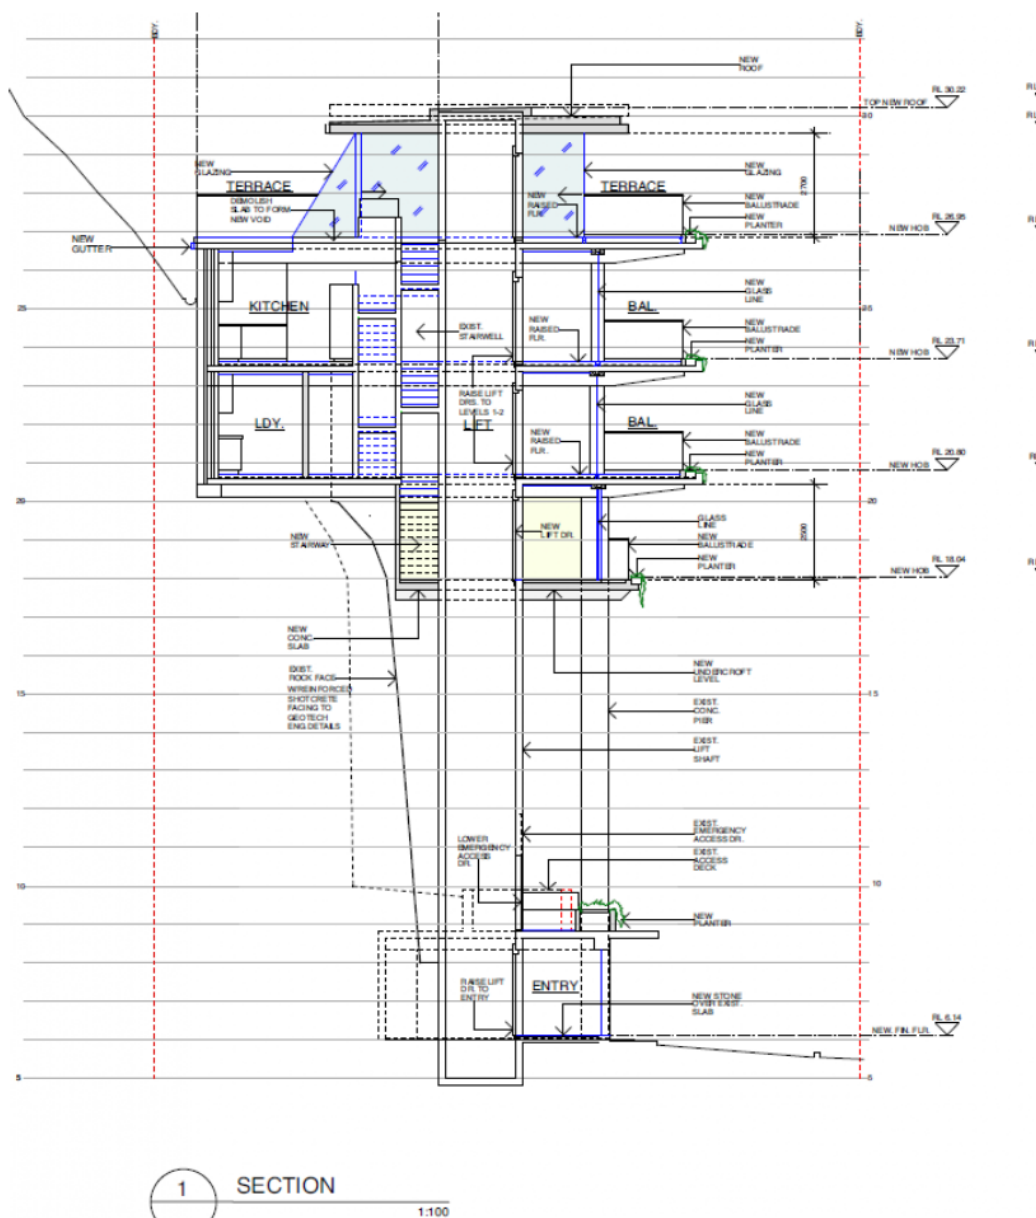 BDY.
BDY.
NEW
ROOF
RL 30.22
TOP NEW ROOF
30
NEW
GLAZING
TERRACE
DEMOLISH
SLAB TO FORM
NEW VOID
NEW
RAISED
FLR.
TERRACE
NEW
GLAZING
2700
NEW
BALUSTRADE
NEW
PLANTER
RL 26.95
NEW HOB
NEW
GUTTER
KITCHEN
25
EXIST.
STAIRWELL
NEW
RAISED
FLR.
BAL.
NEW
GLASS
LINE
NEW
BALUSTRADE
NEW
PLANTER
RL 23.71
NEW HOB
25
RAISE LIFT
DRS. TO
LEVELS 1-2
LIFT
LDY.
NEW
RAISED
FLR.
BAL.
NEW
GLASS
LINE
NEW
BALUSTRADE
NEW
PLANTER
RL 20.80
NEW HOB
20
20
NEW
STAIRWAY
NEW
LIFT DR.
GLASS
LINE
NEW
BALUSTRADE
NEW
PLANTER
RL 18.04
NEW HOB
NEW
CONC.
SLAB
EXIST.
ROCK FACE
W/REINFORCED
SHOTCRETE
FACING TO
GEOTECH
ENG.DETAILS
NEW
UNDERCROFT
LEVEL
EXIST.
CONC.
PIER
15
15
EXIST.
LIFT
SHAFT
LOWER
EMERGENCY
ACCESS
DR.
EXIST.
EMERGENCY
ACCESS DR.
EXIST.
ACCESS
DECK
10
10
NEW
PLANTER
RAISE LIFT
DR. TO
ENTRY
ENTRY
NEW STONE
OVER EXIST.
SLAB
RL 6.14
NEW. FIN. FLR.
5
5
1
SECTION
1:100